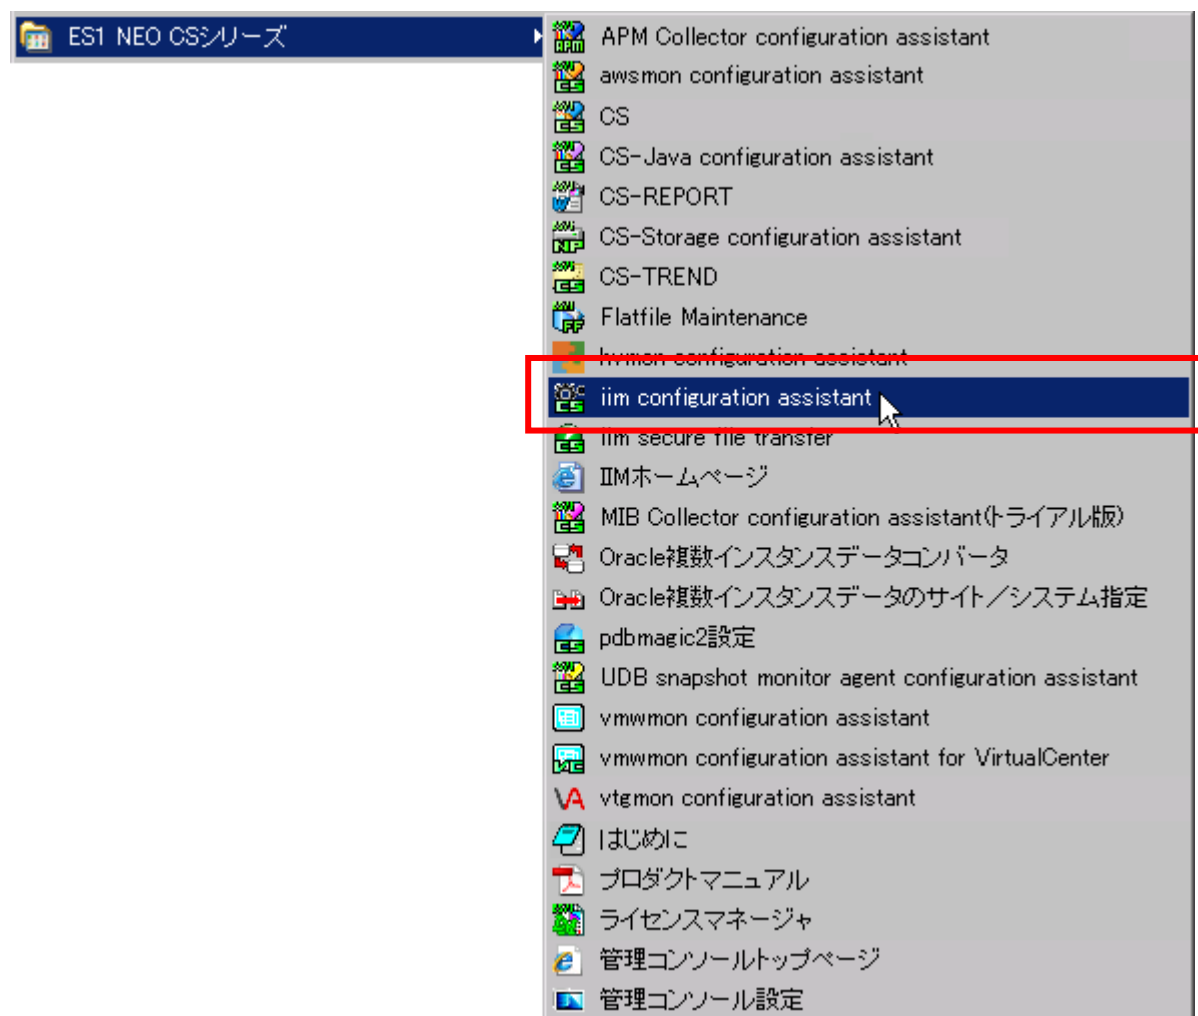 ES1 NEO CSシリーズ
APM Collector configuration assistant
awsmon configuration assistant
CS
CS-Java configuration assistant
CS-REPORT
CS-Storage configuration assistant
CS-TREND
Flatfile Maintenance
hvmon configuration assistant
iim configuration assistant
iim secure file transfer
IIMホームページ
MIB Collector configuration assistant(トライアル版)
Oracle複数インスタンスデータコンバータ
Oracle複数インスタンスデータのサイト／システム指定
pdbmagic2設定
UDB snapshot monitor agent configuration assistant
vmwmon configuration assistant
vmwmon configuration assistant for VirtualCenter
vtgmon configuration assistant
はじめに
プロダクトマニュアル
ライセンスマネージャ
管理コンソールトップページ
管理コンソール設定